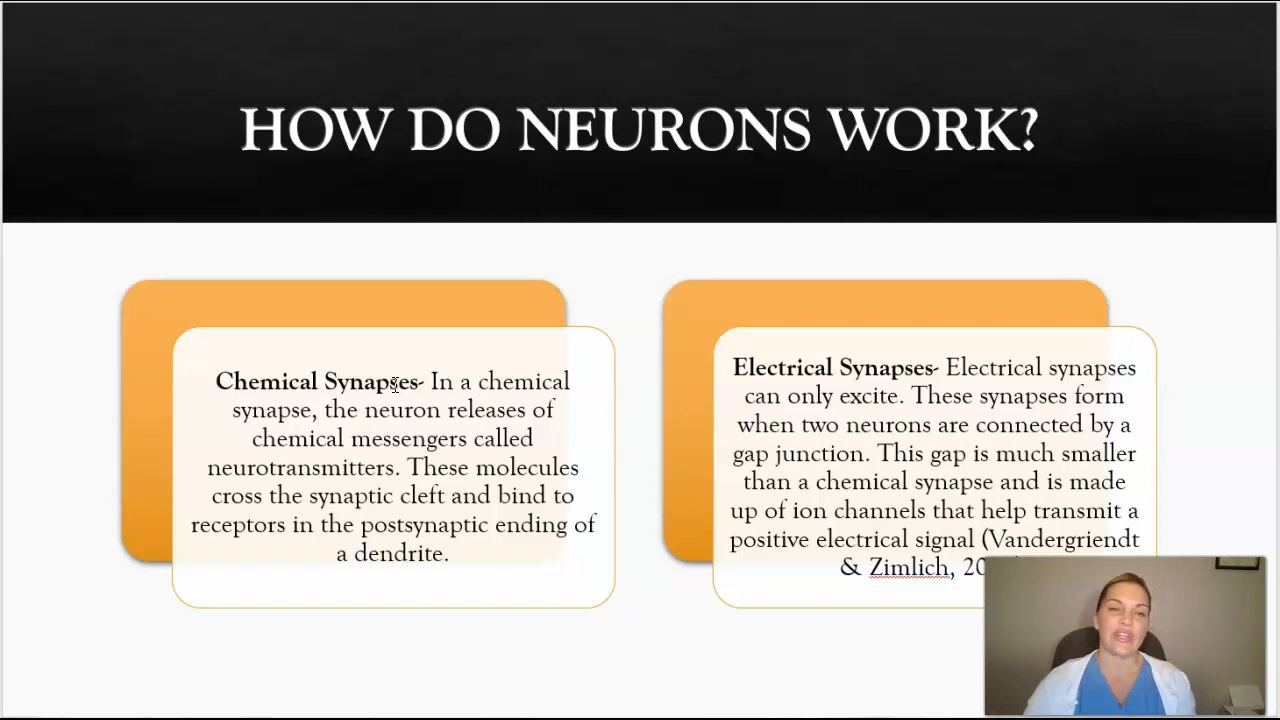 HOW DO NEURONS WORK?
Chemical Synapses- In a chemical
synapse, the neuron releases of
chemical messengers called
neurotransmitters. These molecules
cross the synaptic cleft and bind to
receptors in the postsynaptic ending of
a dendrite.
Electrical Synapses- Electrical synapses
can only excite. These synapses form
when two neurons are connected by a
gap junction. This gap is much smaller
than a chemical synapse and is made
up of ion channels that help transmit a
positive electrical signal (Vandergriendt
& Zimlich,